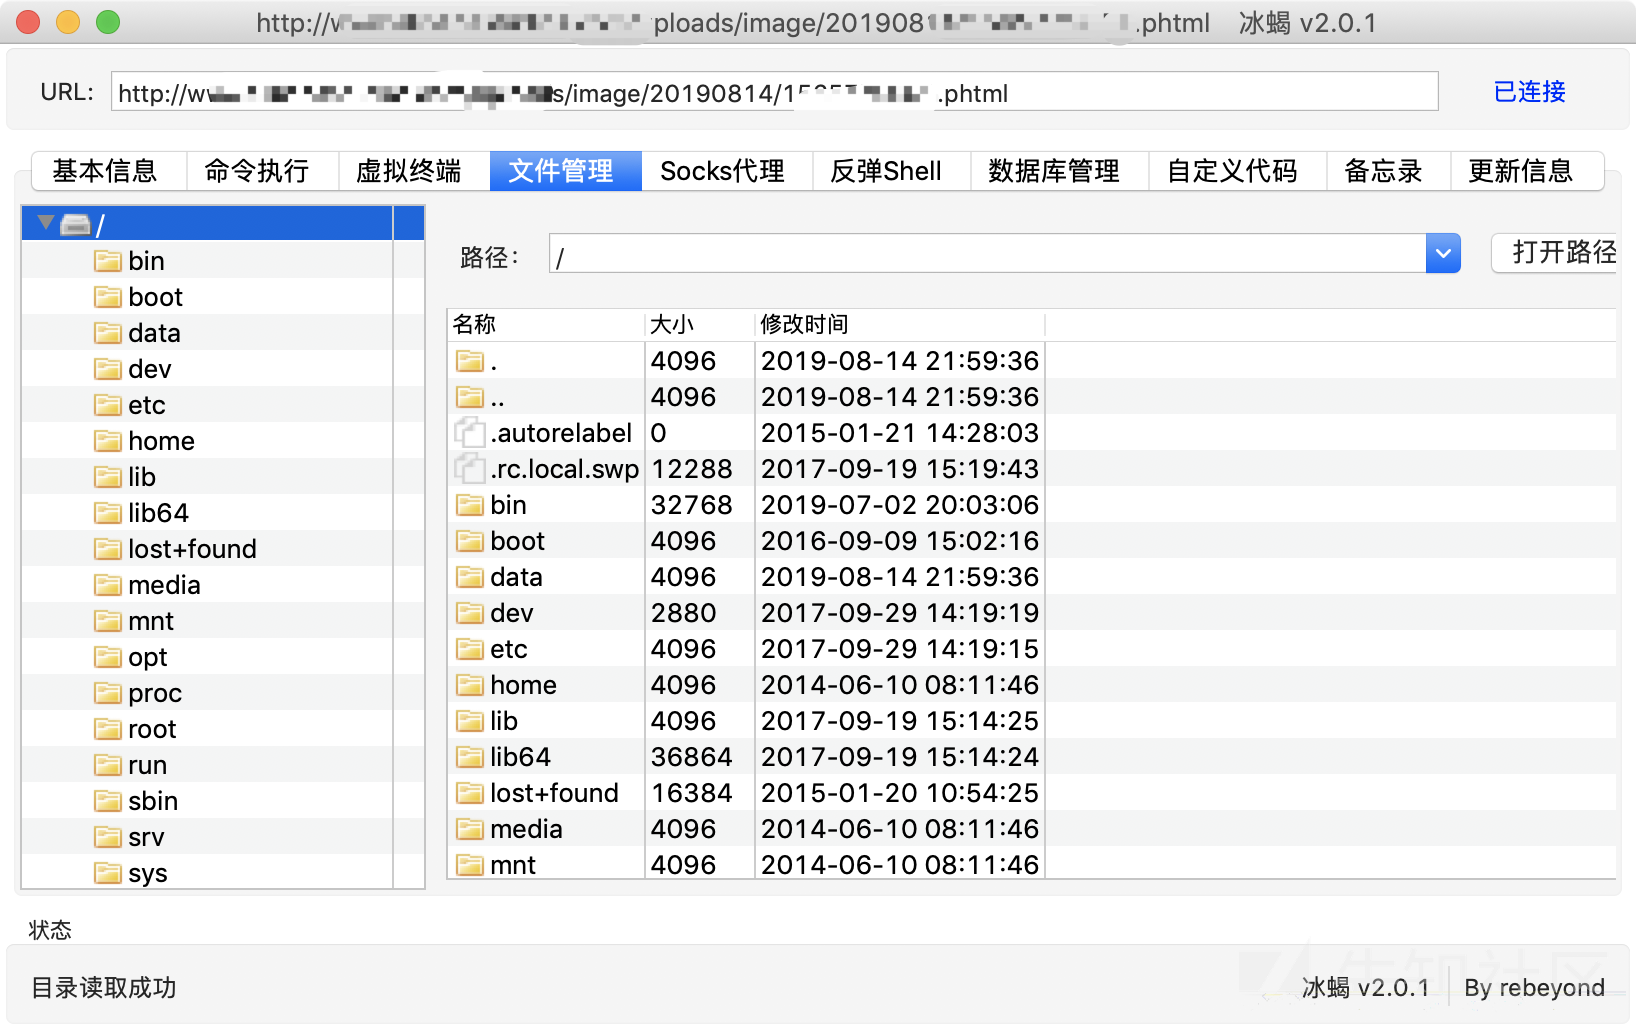 http://w ploads/image/201908 .phtml 冰蝎 v2.0.1
URL: http://w s/image/20190814/ .phtml 已连接
基本信息 命令执行 虚拟终端 文件管理 Socks代理 反弹Shell 数据库管理 自定义代码 备忘录 更新信息
/
bin
boot
data
dev
etc
home
lib
lib64
lost+found
media
mnt
opt
proc
root
run
sbin
srv
sys
路径: / 打开路径
名称 大小 修改时间
. 4096 2019-08-14 21:59:36
.. 4096 2019-08-14 21:59:36
.autorelabel 0 2015-01-21 14:28:03
.rc.local.swp 12288 2017-09-19 15:19:43
bin 32768 2019-07-02 20:03:06
boot 4096 2016-09-09 15:02:16
data 4096 2019-08-14 21:59:36
dev 2880 2017-09-29 14:19:19
etc 4096 2017-09-29 14:19:15
home 4096 2014-06-10 08:11:46
lib 4096 2017-09-19 15:14:25
lib64 36864 2017-09-19 15:14:24
lost+found 16384 2015-01-20 10:54:25
media 4096 2014-06-10 08:11:46
mnt 4096 2014-06-10 08:11:46
状态
目录读取成功
冰蝎 v2.0.1 By rebeyond